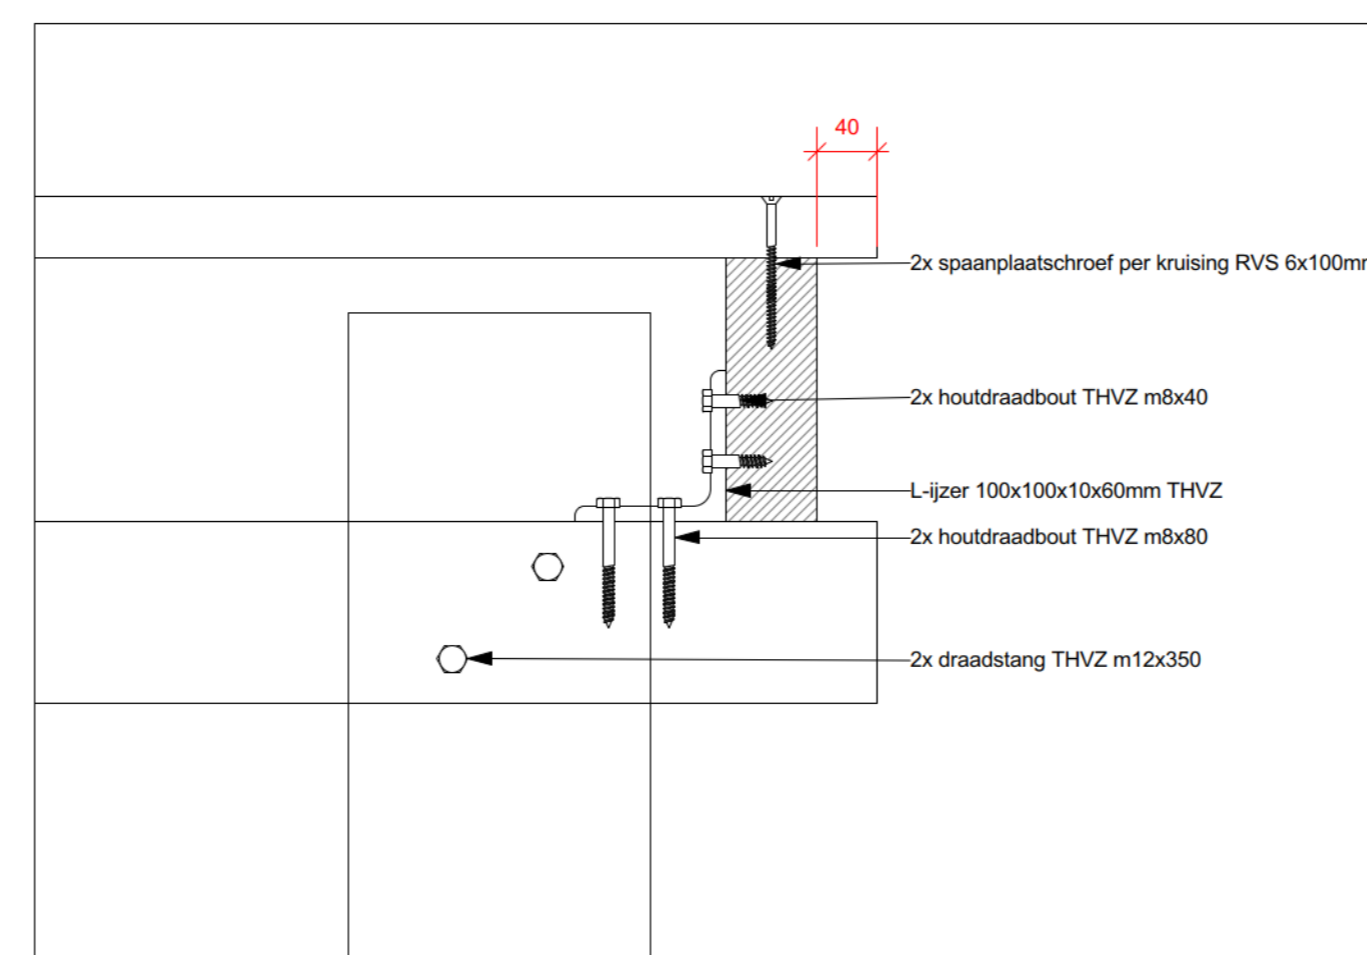 40
2x spaanplaatschroef per kruising RVS 6x100mm
2x houtdraadbout THVZ m8x40
L-ijzer 100x100x10x60mm THVZ
2x houtdraadbout THVZ m8x80
2x draadstang THVZ m12x350